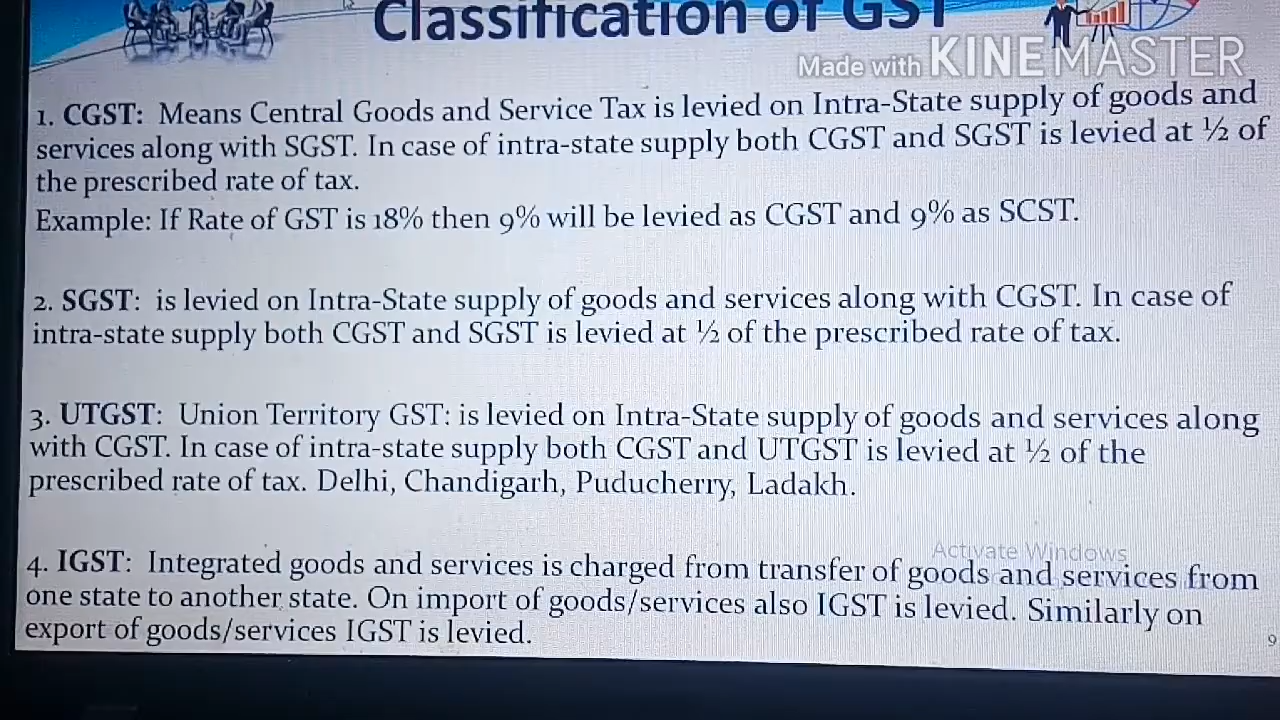 Classification of GST
Made with KINEMASTER
1. CGST: Means Central Goods and Service Tax is levied on Intra-State supply of goods and
services along with SGST. In case of intra-state supply both CGST and SGST is levied at ½ of
the prescribed rate of tax.
Example: If Rate of GST is 18% then 9% will be levied as CGST and 9% as SCST.
2. SGST: is levied on Intra-State supply of goods and services along with CGST. In case of
intra-state supply both CGST and SGST is levied at ½ of the prescribed rate of tax.
3. UTGST: Union Territory GST: is levied on Intra-State supply of goods and services along
with CGST. In case of intra-state supply both CGST and UTGST is levied at ½ of the
prescribed rate of tax. Delhi, Chandigarh, Puducherry, Ladakh.
Activate Windows
4. IGST: Integrated goods and services is charged from transfer of goods and services from
one state to another state. On import of goods/services also IGST is levied. Similarly on
export of goods/services IGST is levied.
9